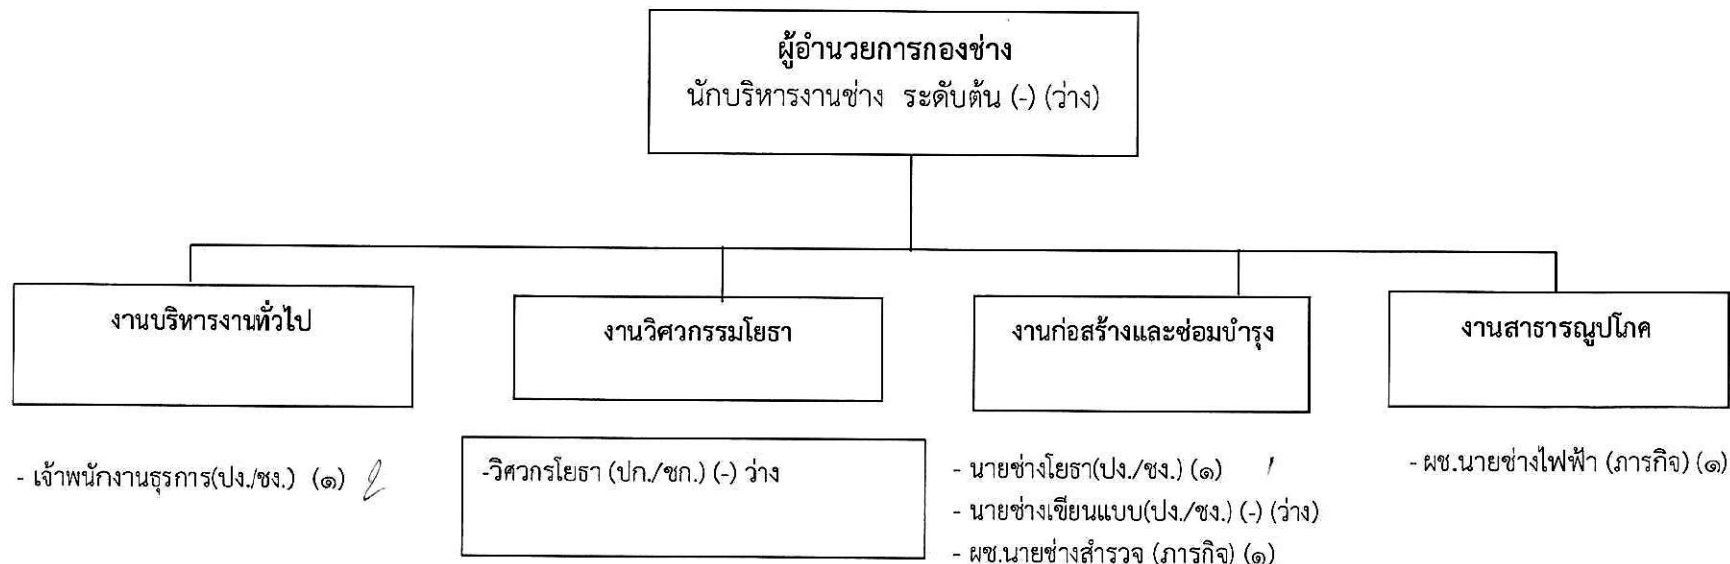 ผู้อำนวยการกองช่าง
นักบริหารงานช่าง ระดับต้น (-) (ว่าง)
งานบริหารงานทั่วไป
- เจ้าพนักงานธุรการ(ปง./ชง.) (๑)
งานวิศวกรรมโยธา
-วิศวกรโยธา (ปก./ชก.) (-) ว่าง
งานก่อสร้างและซ่อมบำรุง
- นายช่างโยธา(ปง./ชง.) (๑)
- นายช่างเขียนแบบ(ปง./ชง.) (-) (ว่าง)
- ผช.นายช่างสำรวจ (ภารกิจ) (๑)
งานสาธารณูปโภค
- ผช.นายช่างไฟฟ้า (ภารกิจ) (๑)